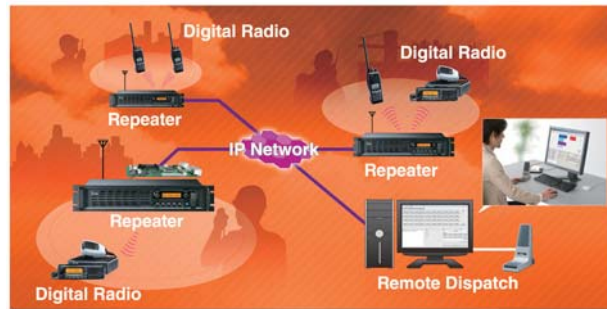 Digital Radio
Digital Radio
Repeater
IP Network
Repeater
Repeater
Digital Radio
Remote Dispatch